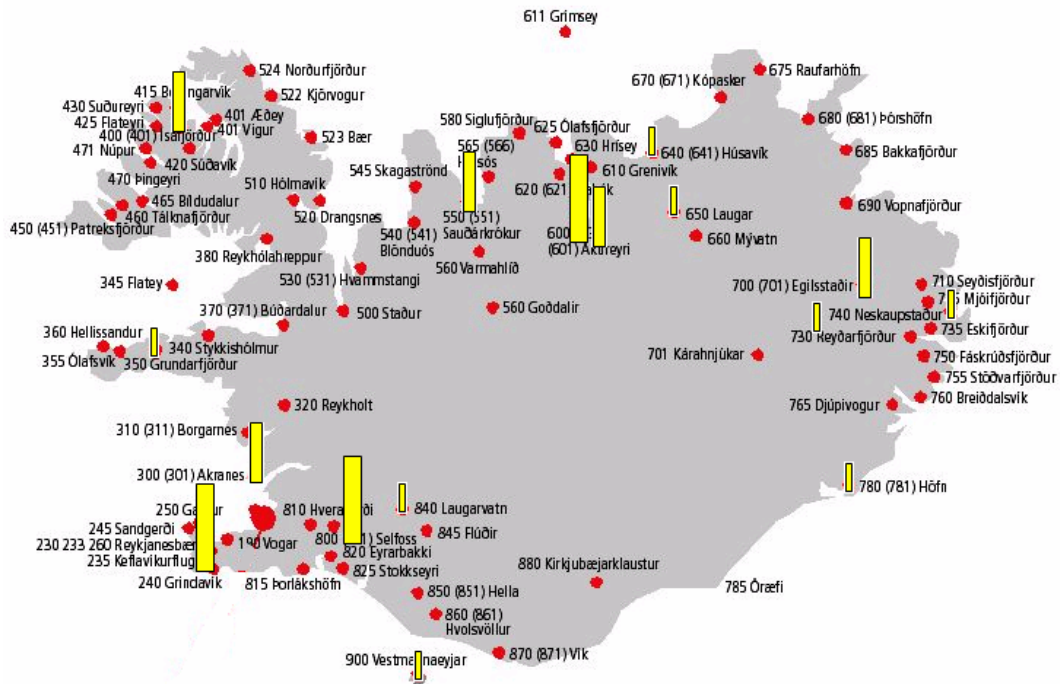 611 Grimsey
524 Norðurfjörður
675 Raufarhöfn
670 (671) Kópasker
522 Kjörvogur
430 Suðureyri
401 Æðey
425 Flateyri
401 Vigur
580 Siglufjörður
625 Ólafsfjörður
680 (681) Þórshöfn
523 Bær
400 (401)
565 (566)
630 Hrísey
640 (641) Húsavík
685 Bakkafjörður
471 Núpur
420 Súðavík
610 Grenivík
470 Þingeyri
510 Hólmavík
545 Skagaströnd
620 (621)
465 Bíldudalur
460 Tálknafjörður
520 Drangsnes
550 (551)
Sauðárkrókur
650 Laugar
690 Vopnafjörður
450 (451) Patreksfjörður
540 (541)
Blönduós
(601)
660 Mývatn
380 Reykhólahreppur
560 Varmahlíð
530 (531) Hvammstangi
345 Flatey
700 (701) Egilsstaðir
710 Seyðisfjörður
Mjóifjörður
370 (371) Búðardalur
500 Staður
560 Goðdalir
740 Neskaupstaður
360 Hellissandur
340 Stykkishólmur
730 Reyðarfjörður
735 Eskifjörður
355 Ólafsvík
350 Grundarfjörður
701 Kárahnjúkar
750 Fáskrúðsfjörður
755 Stöðvarfjörður
320 Reykholt
765 Djúpivogur
760 Breiðdalsvík
310 (311) Borgarnes
300 (301) Akranes
780 (781) Höfn
250
810
840 Laugarvatn
245 Sandgerði
800
Selfoss
845 Flúðir
230 233 260 Reykjanesbær
190 Vogar
820 Eyrarbakki
235
240 Grindavík
815 Þorlákshöfn
825 Stokkseyri
880 Kirkjubæjarklaustur
785 Öræfi
850 (851) Hella
860 (861)
Hvolsvöllur
870 (871) Vík
900